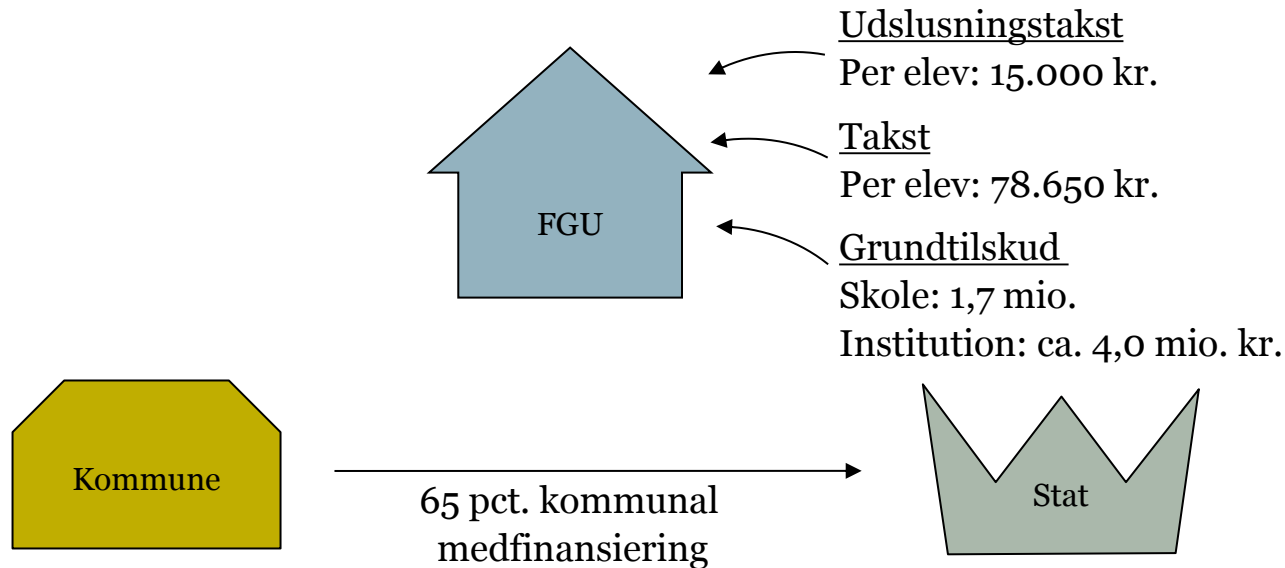 Udslusningstakst
Per elev: 15.000 kr.
Takst
Per elev: 78.650 kr.
FGU
Grundtilskud
Skole: 1,7 mio.
Institution: ca. 4,0 mio. kr.
Kommune
65 pct. kommunal
medfinansiering
Stat